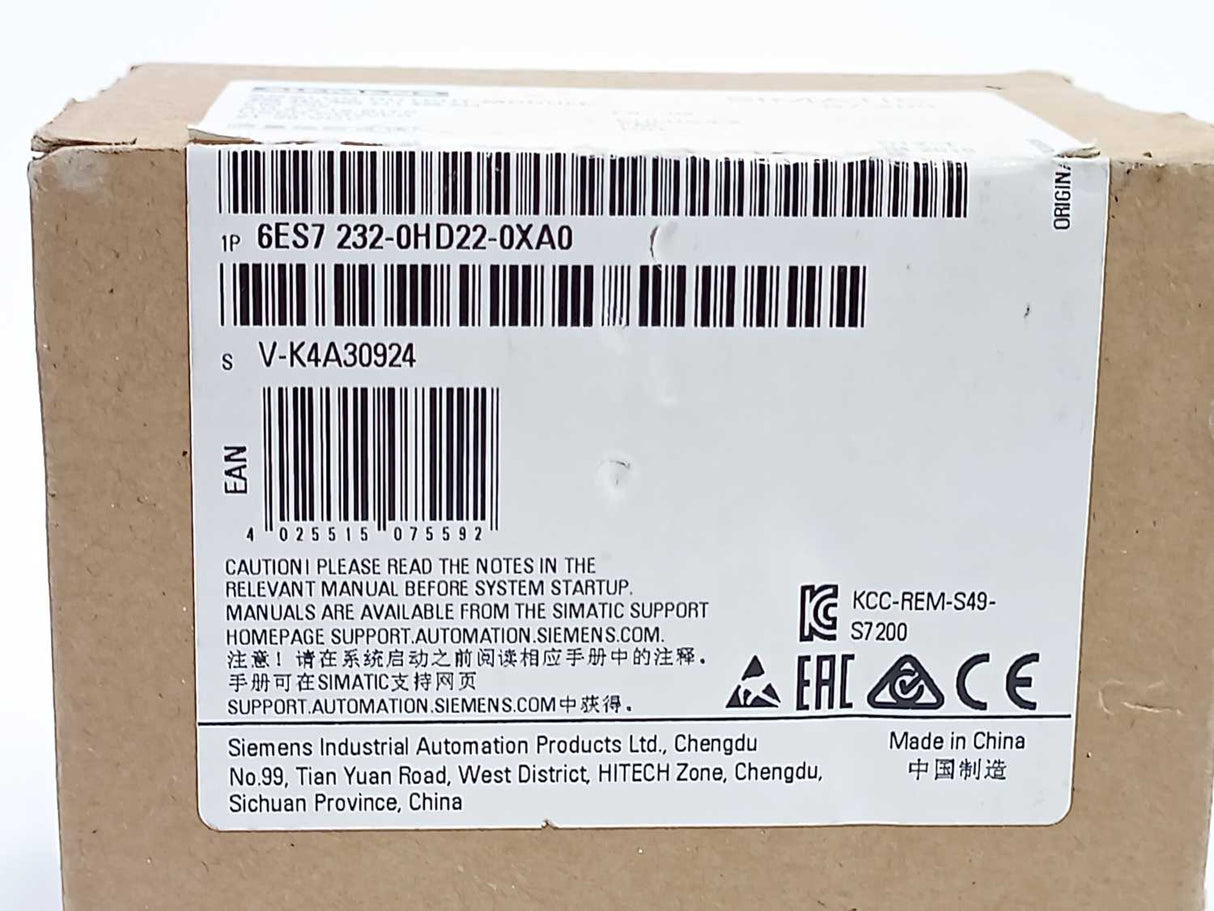 ORIGINA
1P 6ES7 232-0HD22-0XA0
S V-K4A30924
EAN
4 025515 075592
CAUTION! PLEASE READ THE NOTES IN THE
RELEVANT MANUAL BEFORE SYSTEM STARTUP.
MANUALS ARE AVAILABLE FROM THE SIMATIC SUPPORT
HOMEPAGE SUPPORT.AUTOMATION.SIEMENS.COM.
注意！请在系统启动之前阅读相应手册中的注释。
手册可在SIMATIC支持网页
SUPPORT.AUTOMATION.SIEMENS.COM中获得。
KCC-REM-S49-
S7200
EAC
CE
Siemens Industrial Automation Products Ltd., Chengdu
No.99, Tian Yuan Road, West District, HITECH Zone, Chengdu,
Sichuan Province, China
Made in China
中国制造